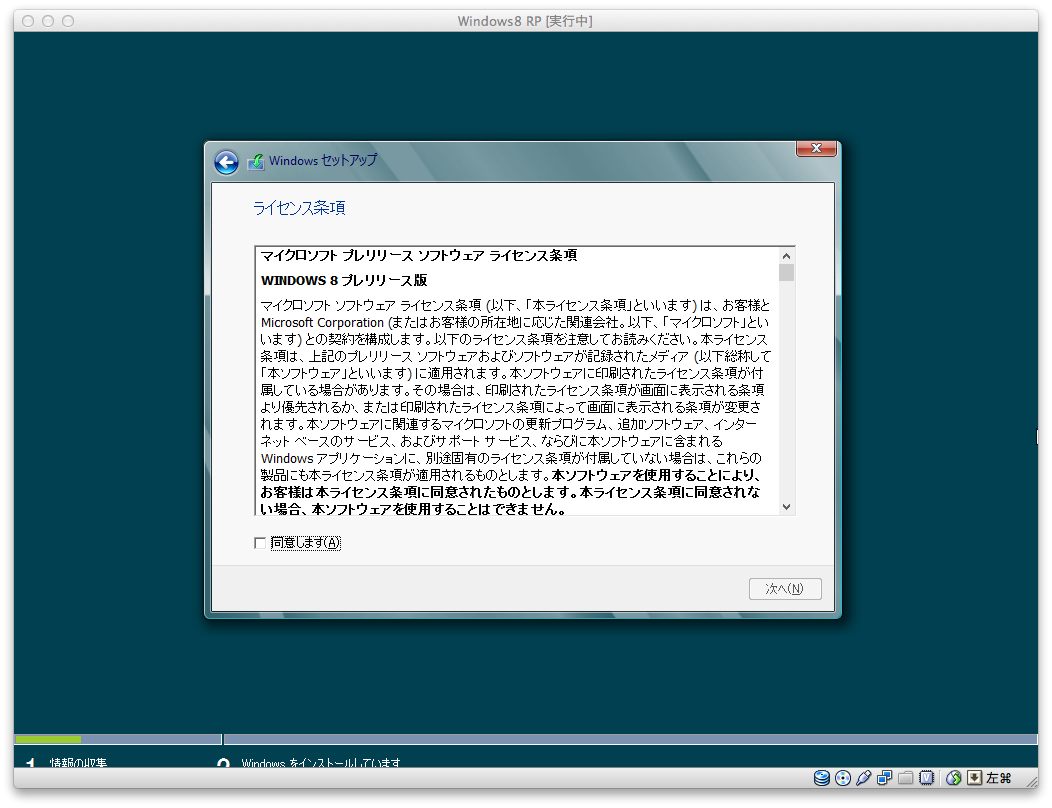 Windows8 RP [実行中]
Windows セットアップ
ライセンス条項
マイクロソフト プレリリース ソフトウェア ライセンス条項
WINDOWS 8 プレリリース版
マイクロソフト ソフトウェア ライセンス条項 (以下、「本ライセンス条項」といいます) は、お客様と
Microsoft Corporation (またはお客様の所在地に応じた関連会社。以下、「マイクロソフト」とい
います) との契約を構成します。以下のライセンス条項を注意してお読みください。本ライセンス
条項は、上記のプレリリース ソフトウェアおよびソフトウェアが記録されたメディア (以下総称して
「本ソフトウェア」といいます) に適用されます。本ソフトウェアに印刷されたライセンス条項が付
属している場合があります。その場合は、印刷されたライセンス条項が画面に表示される条項
より優先されるか、または印刷されたライセンス条項によって画面に表示される条項が変更さ
れます。本ソフトウェアに関連するマイクロソフトの更新プログラム、追加ソフトウェア、インター
ネット ベースのサービス、およびサポート サービス、ならびに本ソフトウェアに含まれる
Windows アプリケーションに、別途固有のライセンス条項が付属していない場合は、これらの
製品にも本ライセンス条項が適用されるものとします。本ソフトウェアを使用することにより、
お客様は本ライセンス条項に同意されたものとします。本ライセンス条項に同意されな
い場合、本ソフトウェアを使用することはできません。
同意します(A)
次へ(N)
1 情報の収集
2 Windows をインストールしています
左⌘